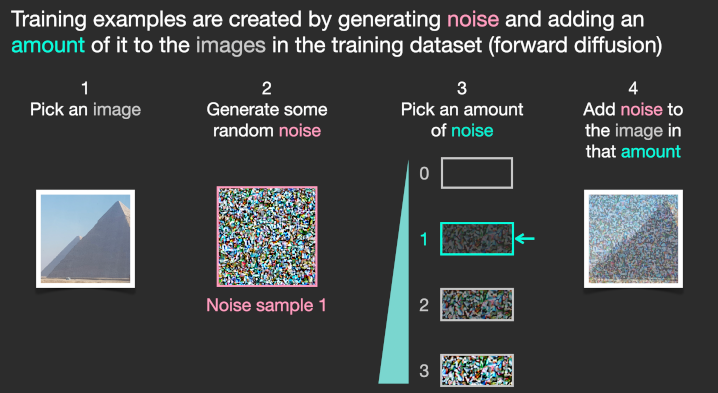 Training examples are created by generating noise and adding an
amount of it to the images in the training dataset (forward diffusion)
1
Pick an image
2
Generate some
random noise
Noise sample 1
3
Pick an amount
of noise
0
1
2
3
4
Add noise to
the image in
that amount